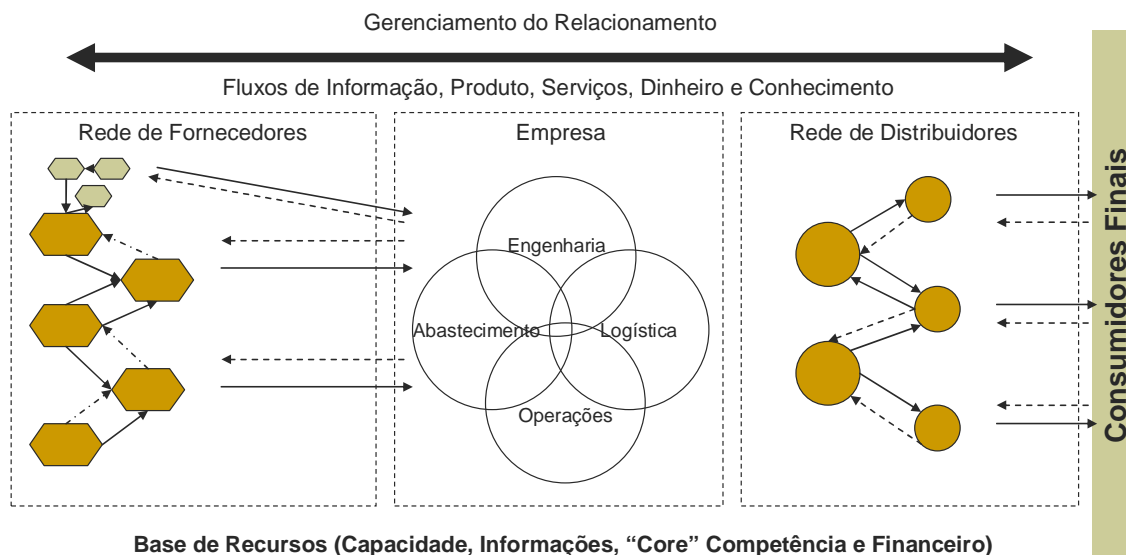 Gerenciamento do Relacionamento
Fluxos de Informação, Produto, Serviços, Dinheiro e Conhecimento
Rede de Fornecedores
Empresa
Rede de Distribuidores
Engenharia
Abastecimento
Logística
Operações
Consumidores Finais
Base de Recursos (Capacidade, Informações, “Core” Competência e Financeiro)